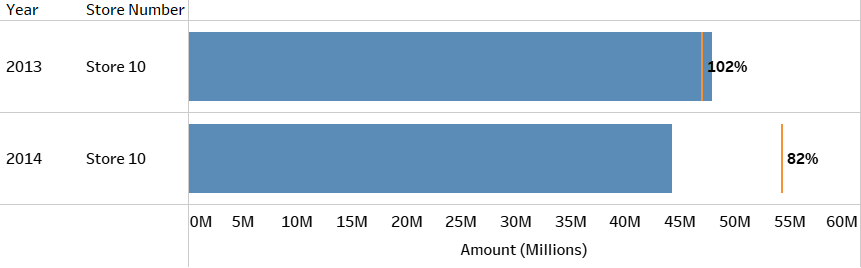 Year Store Number
2013 Store 10 102%
2014 Store 10 82%
0M 5M 10M 15M 20M 25M 30M 35M 40M 45M 50M 55M 60M
Amount (Millions)